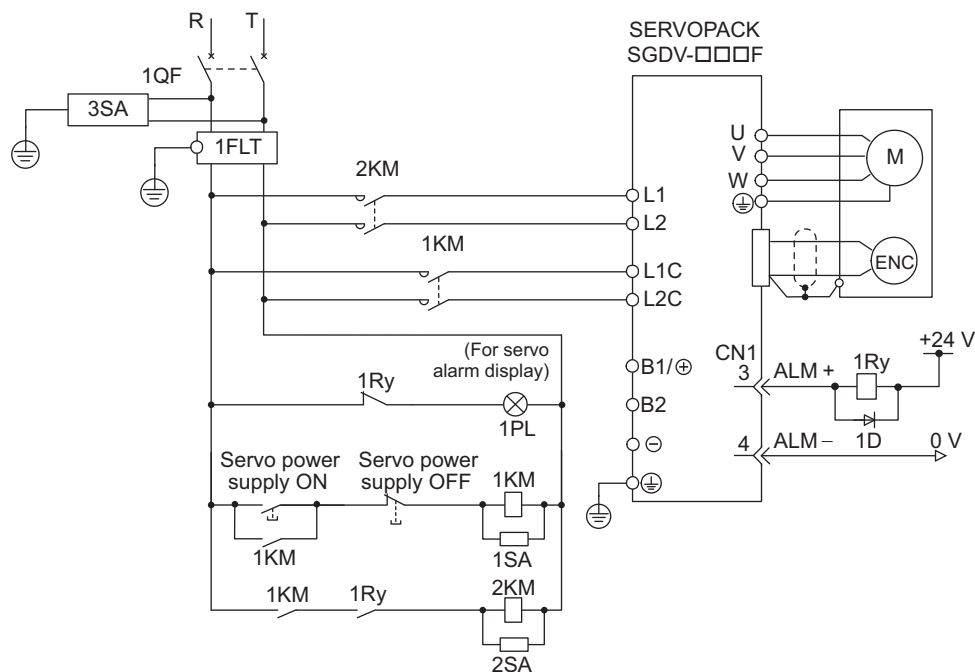 R T
SERVOPACK
SGDV-□□□F
1QF
3SA
1FLT
U
V
W
M
2KM
L1
L2
1KM
L1C
L2C
ENC
(For servo
alarm display)
CN1
+24 V
B1/⊕
3 ALM + 1Ry
1Ry
B2
1PL
1D
⊖
4 ALM − 0 V
Servo power
supply ON
Servo power
supply OFF
1KM
1KM
1SA
1KM 1Ry 2KM
2SA